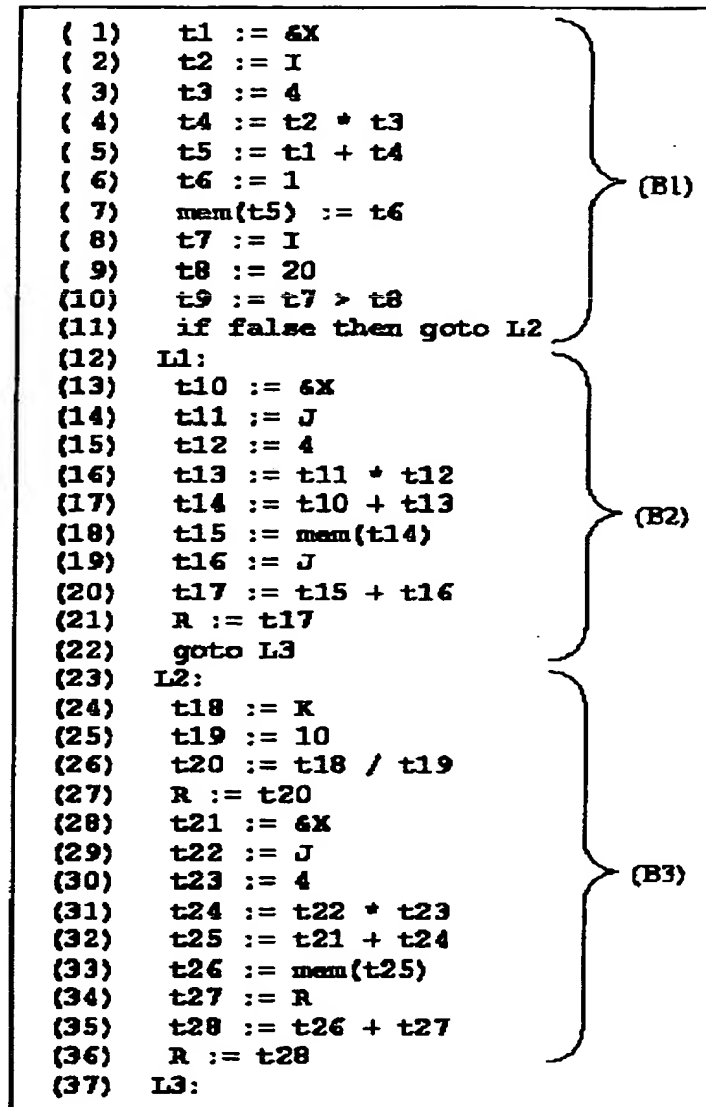 ( 1) t1 := &X
( 2) t2 := I
( 3) t3 := 4
( 4) t4 := t2 * t3
( 5) t5 := t1 + t4
( 6) t6 := 1
( 7) mem(t5) := t6
( 8) t7 := I
( 9) t8 := 20
(10) t9 := t7 > t8
(11) if false then goto L2
(B1)
(12) L1:
(13) t10 := &X
(14) t11 := J
(15) t12 := 4
(16) t13 := t11 * t12
(17) t14 := t10 + t13
(18) t15 := mem(t14)
(19) t16 := J
(20) t17 := t15 + t16
(21) R := t17
(22) goto L3
(B2)
(23) L2:
(24) t18 := K
(25) t19 := 10
(26) t20 := t18 / t19
(27) R := t20
(28) t21 := &X
(29) t22 := J
(30) t23 := 4
(31) t24 := t22 * t23
(32) t25 := t21 + t24
(33) t26 := mem(t25)
(34) t27 := R
(35) t28 := t26 + t27
(36) R := t28
(B3)
(37) L3: